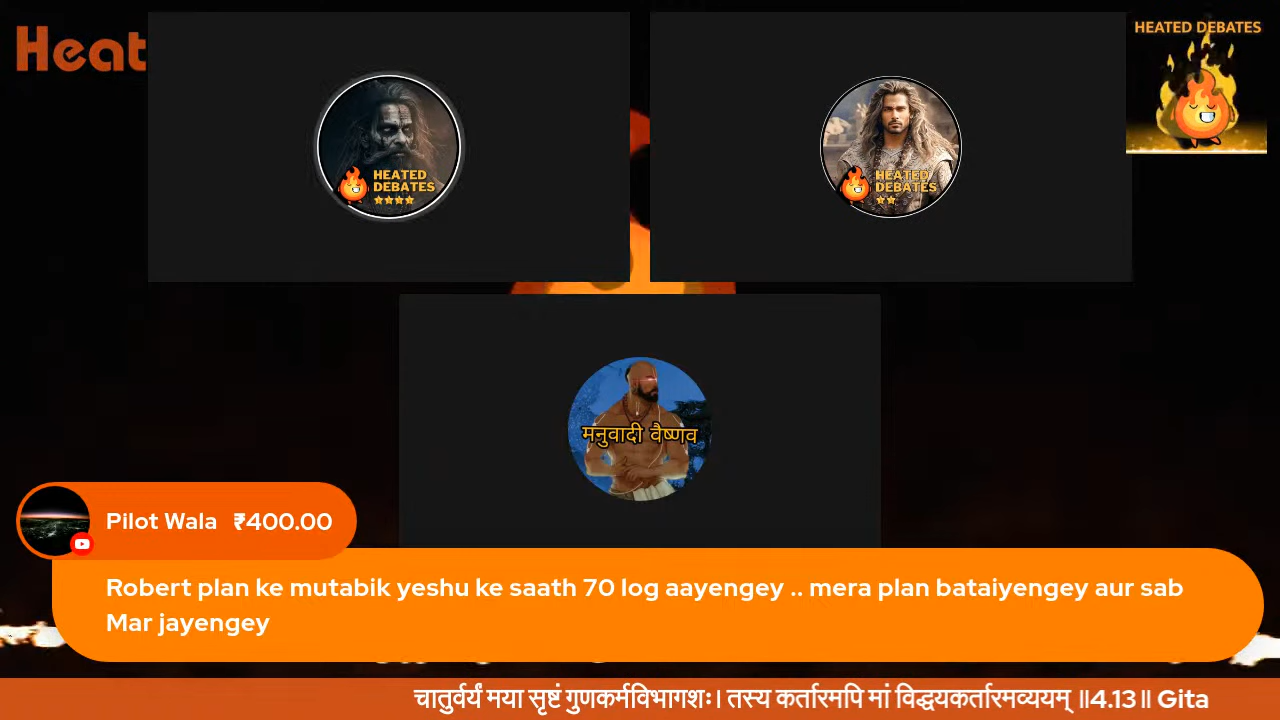 Heat
HEATED DEBATES
HEATED
DEBATES
HEATED
DEBATES
मनुवादी वैष्णव
Pilot Wala ₹400.00
Robert plan ke mutabik yeshu ke saath 70 log aayengey .. mera plan bataiyengey aur sab
Mar jayengey
चातुर्वर्यं मया सृष्टं गुणकर्मविभागशः। तस्य कर्तारमपि मां विद्धयकर्तारमव्ययम् ॥4.13॥ Gita